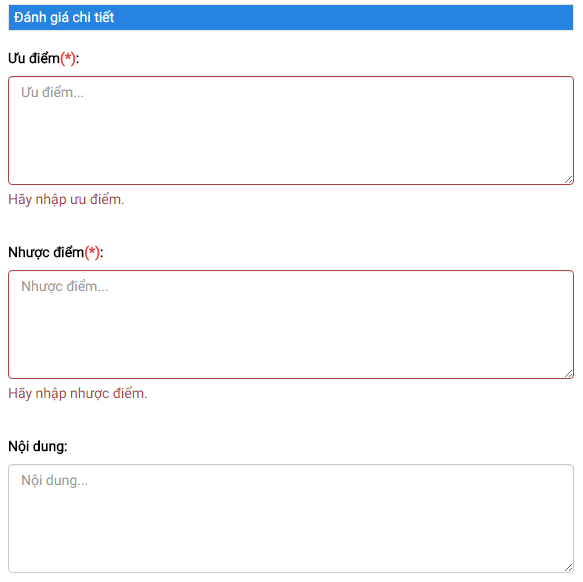 Đánh giá chi tiết
Ưu điểm(*):
Ưu điểm...
Hãy nhập ưu điểm.
Nhược điểm(*):
Nhược điểm...
Hãy nhập nhược điểm.
Nội dung:
Nội dung...